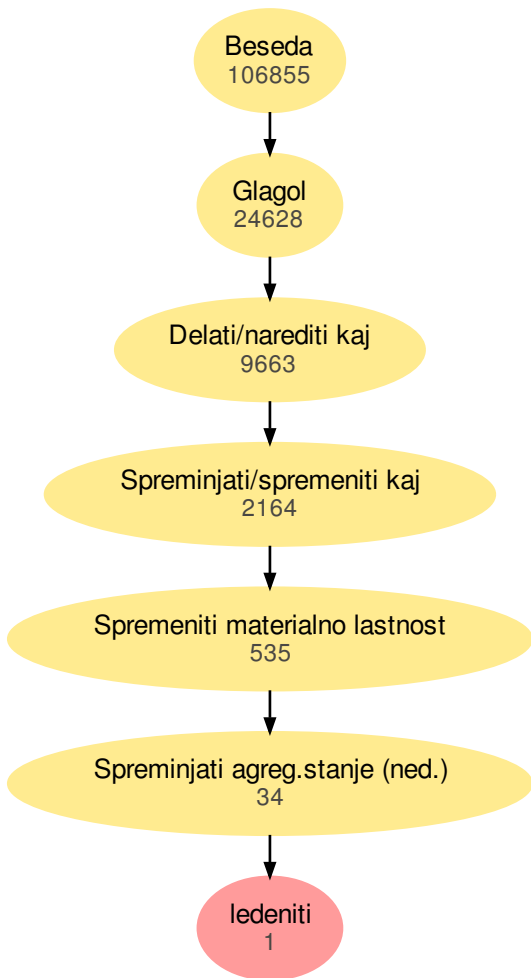 Beseda
106855
Glagol
24628
Delati/narediti kaj
9663
Spreminjati/spremeniti kaj
2164
Spremeniti materialno lastnost
535
Spreminjati agreg.stanje (ned.)
34
ledeniti
1